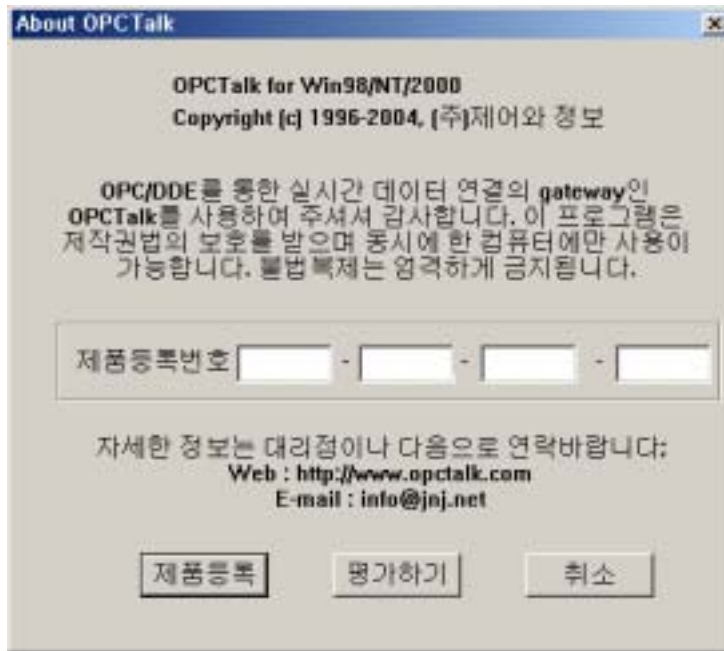 About OPCTalk
OPCTalk for Win98/NT/2000
Copyright (c) 1996-2004, (주)제어와 정보
OPC/DDE를 통한 실시간 데이터 연결의 gateway인
OPCTalk를 사용하여 주셔서 감사합니다. 이 프로그램은
저작권법의 보호를 받으며 동시에 한 컴퓨터에만 사용이
가능합니다. 불법복제는 엄격하게 금지됩니다.
제품등록번호 - - -
자세한 정보는 대리점이나 다음으로 연락바랍니다:
Web : http://www.opctalk.com
E-mail : info@jnj.net
제품등록 평가하기 취소